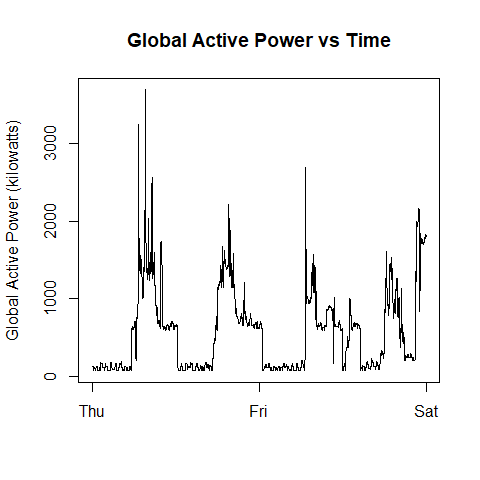 Global Active Power vs Time
Global Active Power (kilowatts)
3000
2000
1000
0
Thu
Fri
Sat